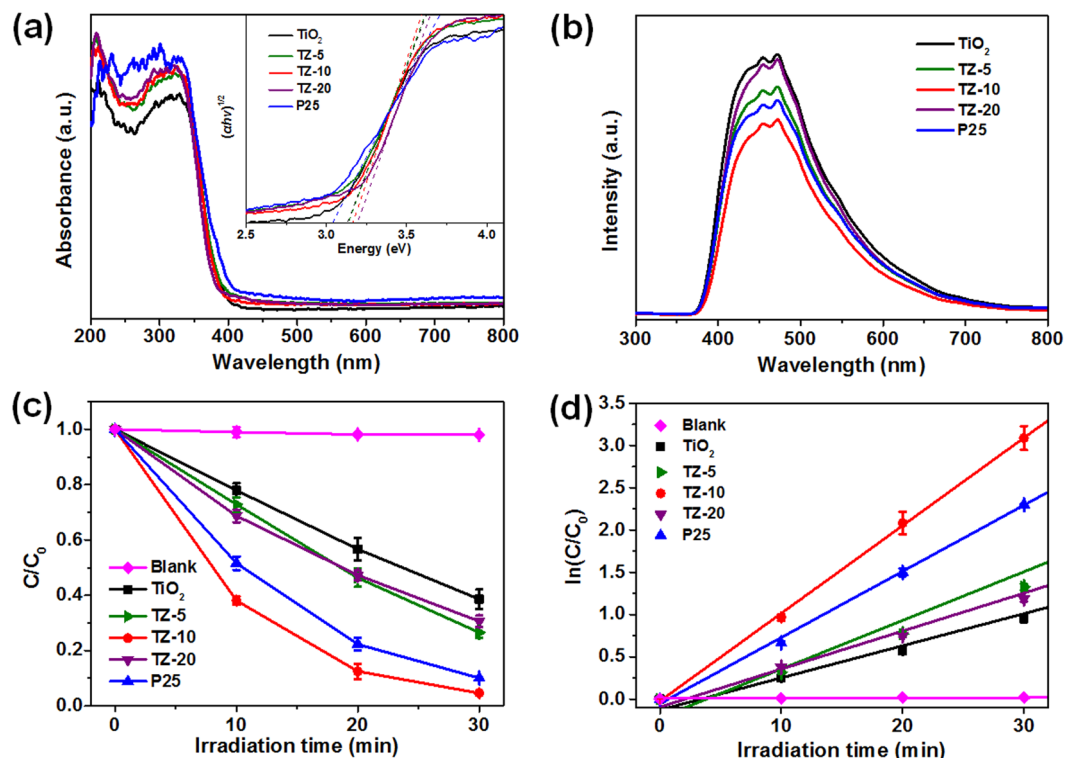 (a)
Absorbance (a.u.)
TiO2
TZ-5
TZ-10
TZ-20
P25
(αhν)1/2
2.5 3.0 3.5 4.0
Energy (eV)
200 300 400 500 600 700 800
Wavelength (nm)
(b)
Intensity (a.u.)
TiO2
TZ-5
TZ-10
TZ-20
P25
300 400 500 600 700 800
Wavelength (nm)
(c)
C/C0
1.0
0.8
0.6
0.4
0.2
0.0
Blank
TiO2
TZ-5
TZ-10
TZ-20
P25
0 10 20 30
Irradiation time (min)
(d)
ln(C/C0)
3.5
3.0
2.5
2.0
1.5
1.0
0.5
0.0
Blank
TiO2
TZ-5
TZ-10
TZ-20
P25
0 10 20 30
Irradiation time (min)